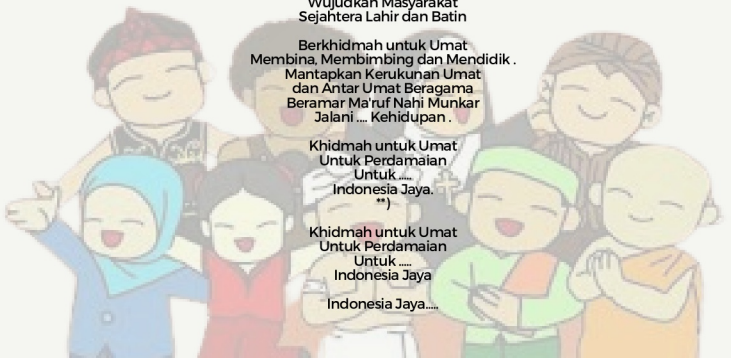 Wujudkan Masyarakat
Sejahtera Lahir dan Batin

Berkhidmah untuk Umat
Membina, Membimbing dan Mendidik .
Mantapkan Kerukunan Umat
dan Antar Umat Beragama
Beramar Ma'ruf Nahi Munkar
Jalani .... Kehidupan .

Khidmah untuk Umat
Untuk Perdamaian
Untuk .....
Indonesia Jaya.
**)

Khidmah untuk Umat
Untuk Perdamaian
Untuk .....
Indonesia Jaya

Indonesia Jaya.....